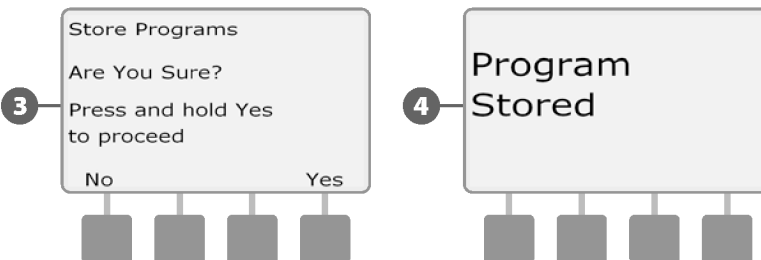 3
Store Programs
Are You Sure?
Press and hold Yes
to proceed
No Yes
4
Program
Stored